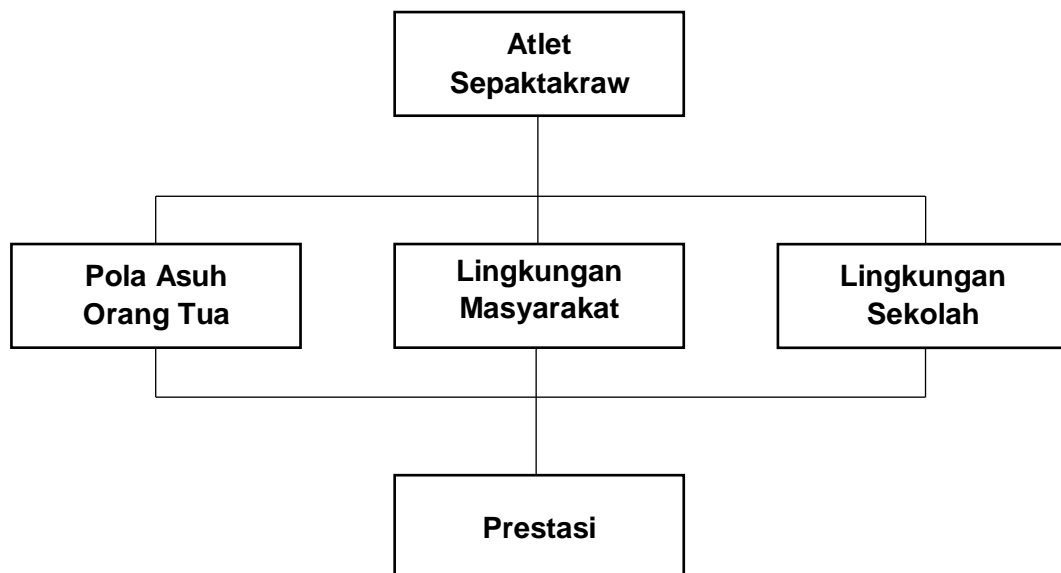 Atlet
Sepaktakraw
Pola Asuh
Orang Tua
Lingkungan
Masyarakat
Lingkungan
Sekolah
Prestasi